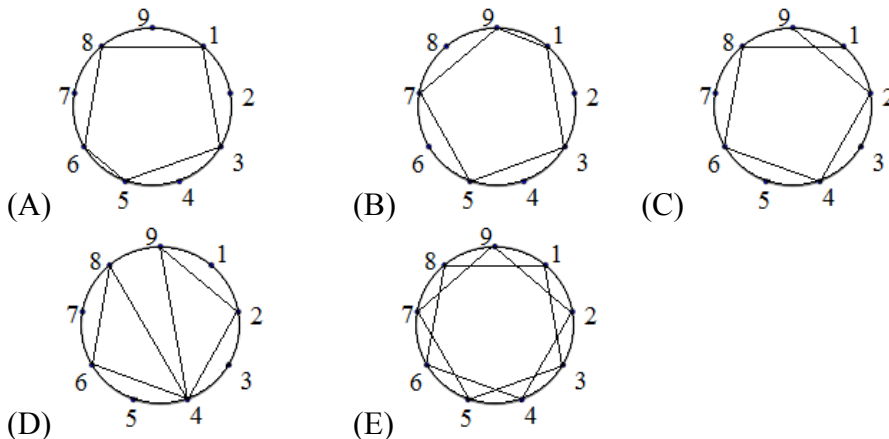 9 9 9
8 1 8 1 8 1
7 2 7 2 7 2
6 3 6 3 6 3
5 4 5 4 5 4
(A) (B) (C)
9 9
8 1 8 1
7 2 7 2
6 3 6 3
5 4 5 4
(D) (E)